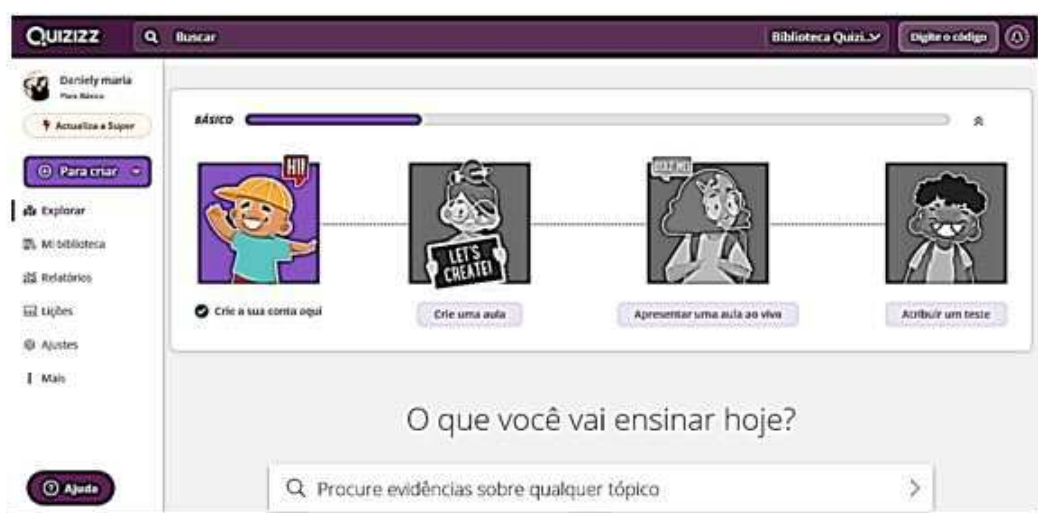 QUIZIZZ
Buscar
Biblioteca Quizi..
Digite o código
Daniely maria
Plano Básico
Actualiza a Super
Para criar
Explorar
Mi biblioteca
Relatórios
Lições
Ajustes
Mais
Ajuda
BÁSICO
HI!
LET'S CREATE!
Crie a sua conta aqui
Crie uma aula
Apresentar uma aula ao vivo
Atribuir um teste
O que você vai ensinar hoje?
Procure evidências sobre qualquer tópico